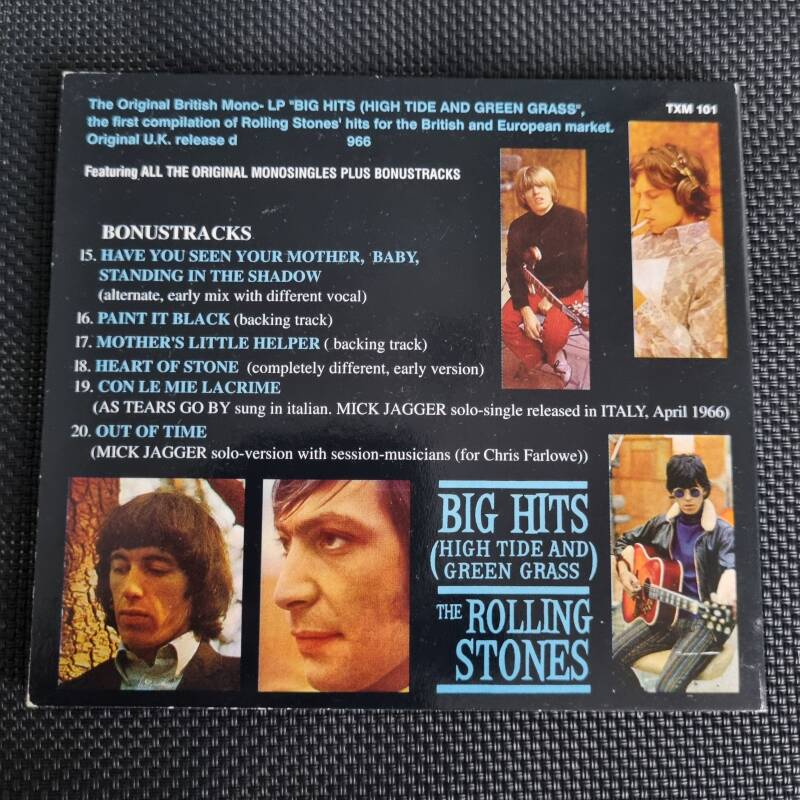 The Original British Mono- LP "BIG HITS (HIGH TIDE AND GREEN GRASS",
TXM 101
the first compilation of Rolling Stones' hits for the British and European market.
Original U.K. release d 966
Featuring ALL THE ORIGINAL MONOSINGLES PLUS BONUSTRACKS
BONUSTRACKS
15. HAVE YOU SEEN YOUR MOTHER, BABY,
STANDING IN THE SHADOW
(alternate, early mix with different vocal)
16. PAINT IT BLACK (backing track)
17. MOTHER'S LITTLE HELPER ( backing track)
18. HEART OF STONE (completely different, early version)
19. CON LE MIE LACRIME
(AS TEARS GO BY sung in italian. MICK JAGGER solo-single released in ITALY, April 1966)
20. OUT OF TIME
(MICK JAGGER solo-version with session-musicians (for Chris Farlowe))
BIG HITS
(HIGH TIDE AND
GREEN GRASS)
THE ROLLING
STONES